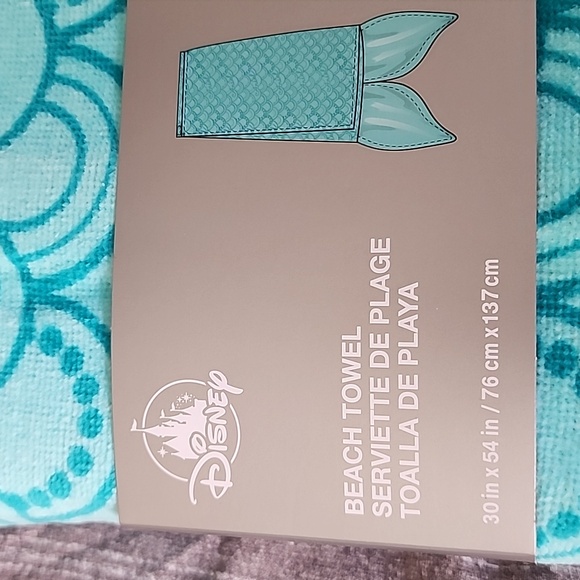 Disney
BEACH TOWEL
SERVIETTE DE PLAGE
TOALLA DE PLAYA
30 in x 54 in / 76 cm x 137 cm